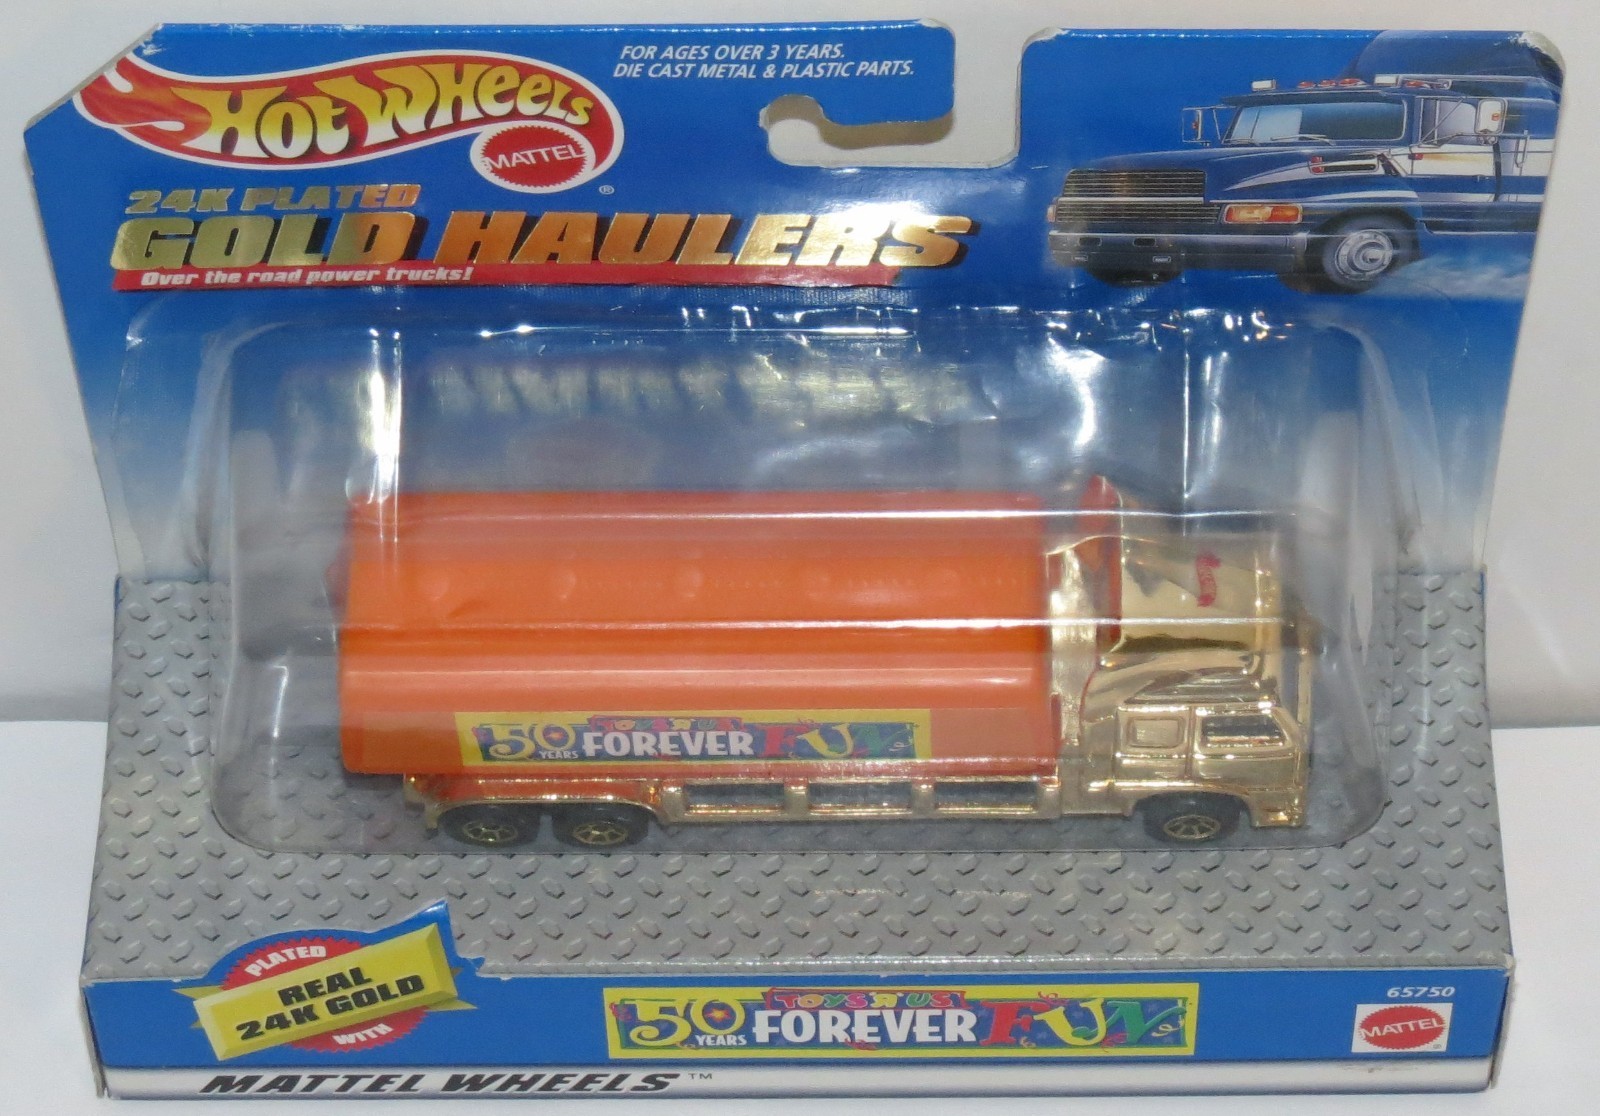 FOR AGES OVER 3 YEARS.
DIE CAST METAL & PLASTIC PARTS.
HOT WHEELS
MATTEL
®
24K PLATED
GOLD HAULERS
Over the road power trucks!
50 YEARS TOYS "R" US FOREVER FUN
PLATED
REAL
24K GOLD
WITH
50 YEARS TOYS "R" US FOREVER FUN
65750
MATTEL
®
MATTEL WHEELS™